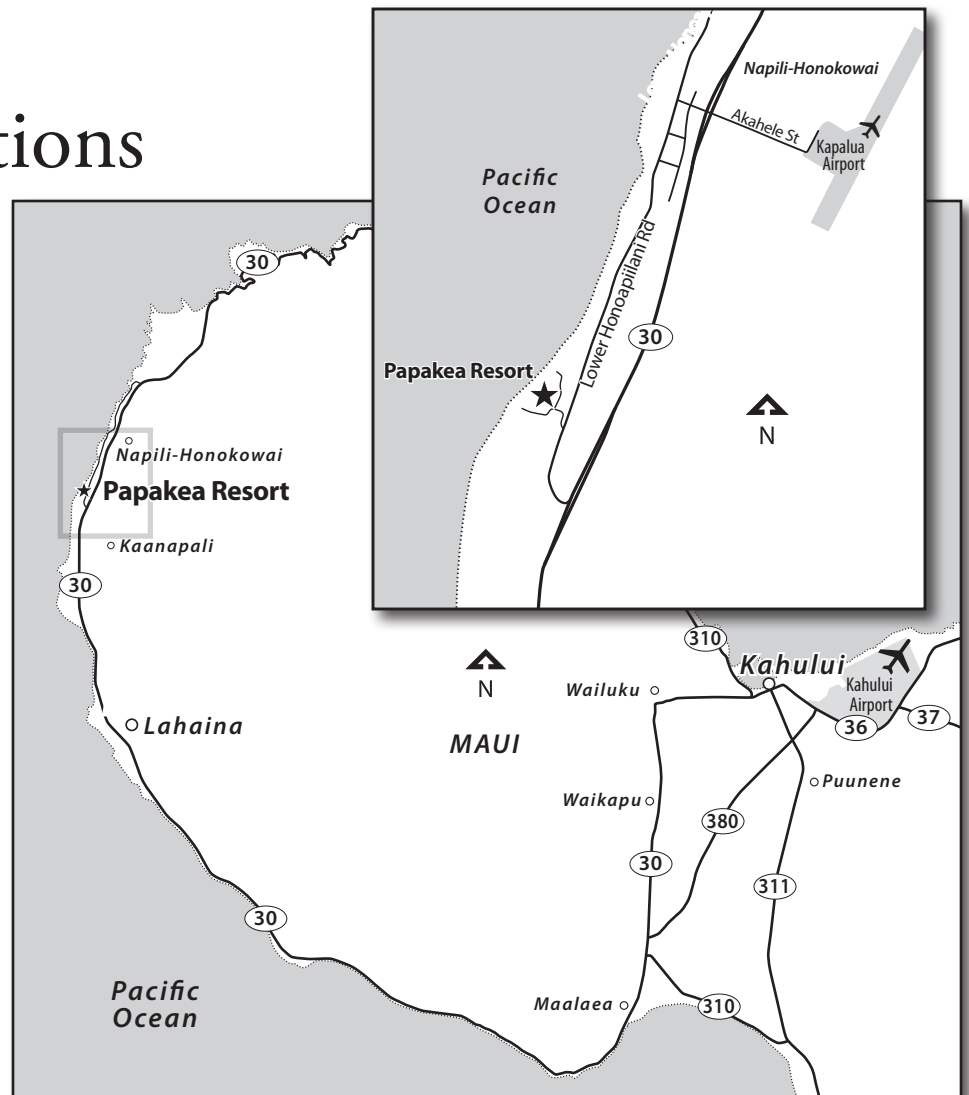 tions
Napili-Honokowai
Akahele St
Kapalua
Airport
Pacific
Ocean
Lower Honoapiilani Rd
30
Papakea Resort
N
30
Napili-Honokowai
Papakea Resort
Kaanapali
30
Lahaina
N
MAUI
310
Kahului
Wailuku
Kahului
Airport
36
37
Waikapu
Puunene
380
30
311
30
Pacific
Ocean
Maalaea
310